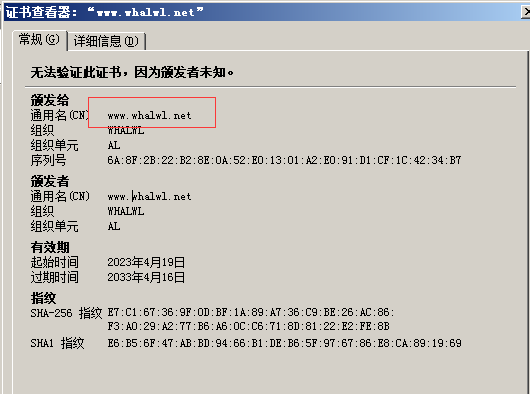 证书查看器: “www.whalwl.net”
常规(G) 详细信息(D)
无法验证此证书，因为颁发者未知。
颁发给
通用名(CN) www.whalwl.net
组织 WHALWL
组织单元 AL
序列号 6A:8F:2B:22:B2:8E:0A:52:E0:13:01:A2:E0:91:D1:CF:1C:42:34:B7
颁发者
通用名(CN) www.whalwl.net
组织 WHALWL
组织单元 AL
有效期
起始时间 2023年4月19日
过期时间 2033年4月16日
指纹
SHA-256 指纹 E7:C1:67:36:9F:0D:BF:1A:89:A7:36:C9:BE:26:AC:86:
F3:A0:29:A2:77:B6:A6:0C:C6:71:8D:81:22:E2:FE:8B
SHA1 指纹 E6:B5:6F:47:AB:BD:94:66:B1:DE:B6:5F:97:67:86:E8:CA:89:19:69